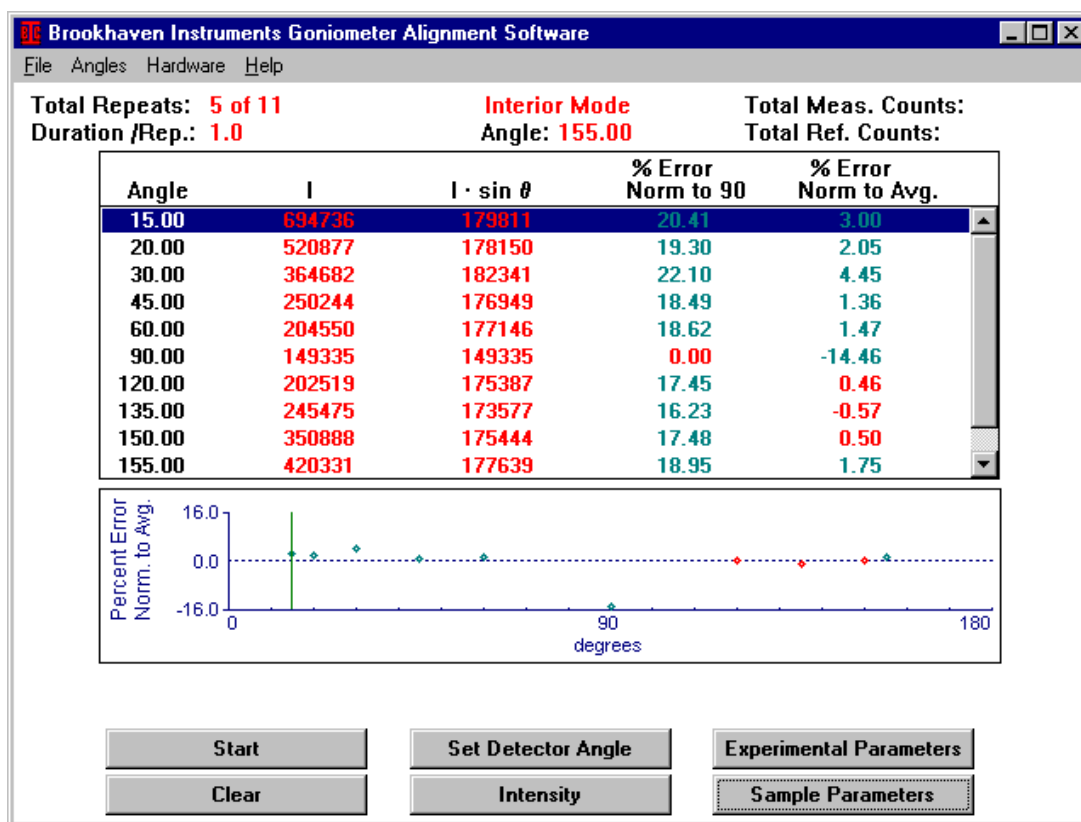 BIC Brookhaven Instruments Goniometer Alignment Software
File Angles Hardware Help
Total Repeats: 5 of 11 Interior Mode Total Meas. Counts:
Duration /Rep.: 1.0 Angle: 155.00 Total Ref. Counts:
% Error % Error
Angle I I · sin θ Norm to 90 Norm to Avg.
15.00 694736 179811 20.41 3.00
20.00 520877 178150 19.30 2.05
30.00 364682 182341 22.10 4.45
45.00 250244 176949 18.49 1.36
60.00 204550 177146 18.62 1.47
90.00 149335 149335 0.00 -14.46
120.00 202519 175387 17.45 0.46
135.00 245475 173577 16.23 -0.57
150.00 350888 175444 17.48 0.50
155.00 420331 177639 18.95 1.75
Percent Error
Norm. to Avg.
16.0
0.0
-16.0
0 90 180
degrees
Start Set Detector Angle Experimental Parameters
Clear Intensity Sample Parameters